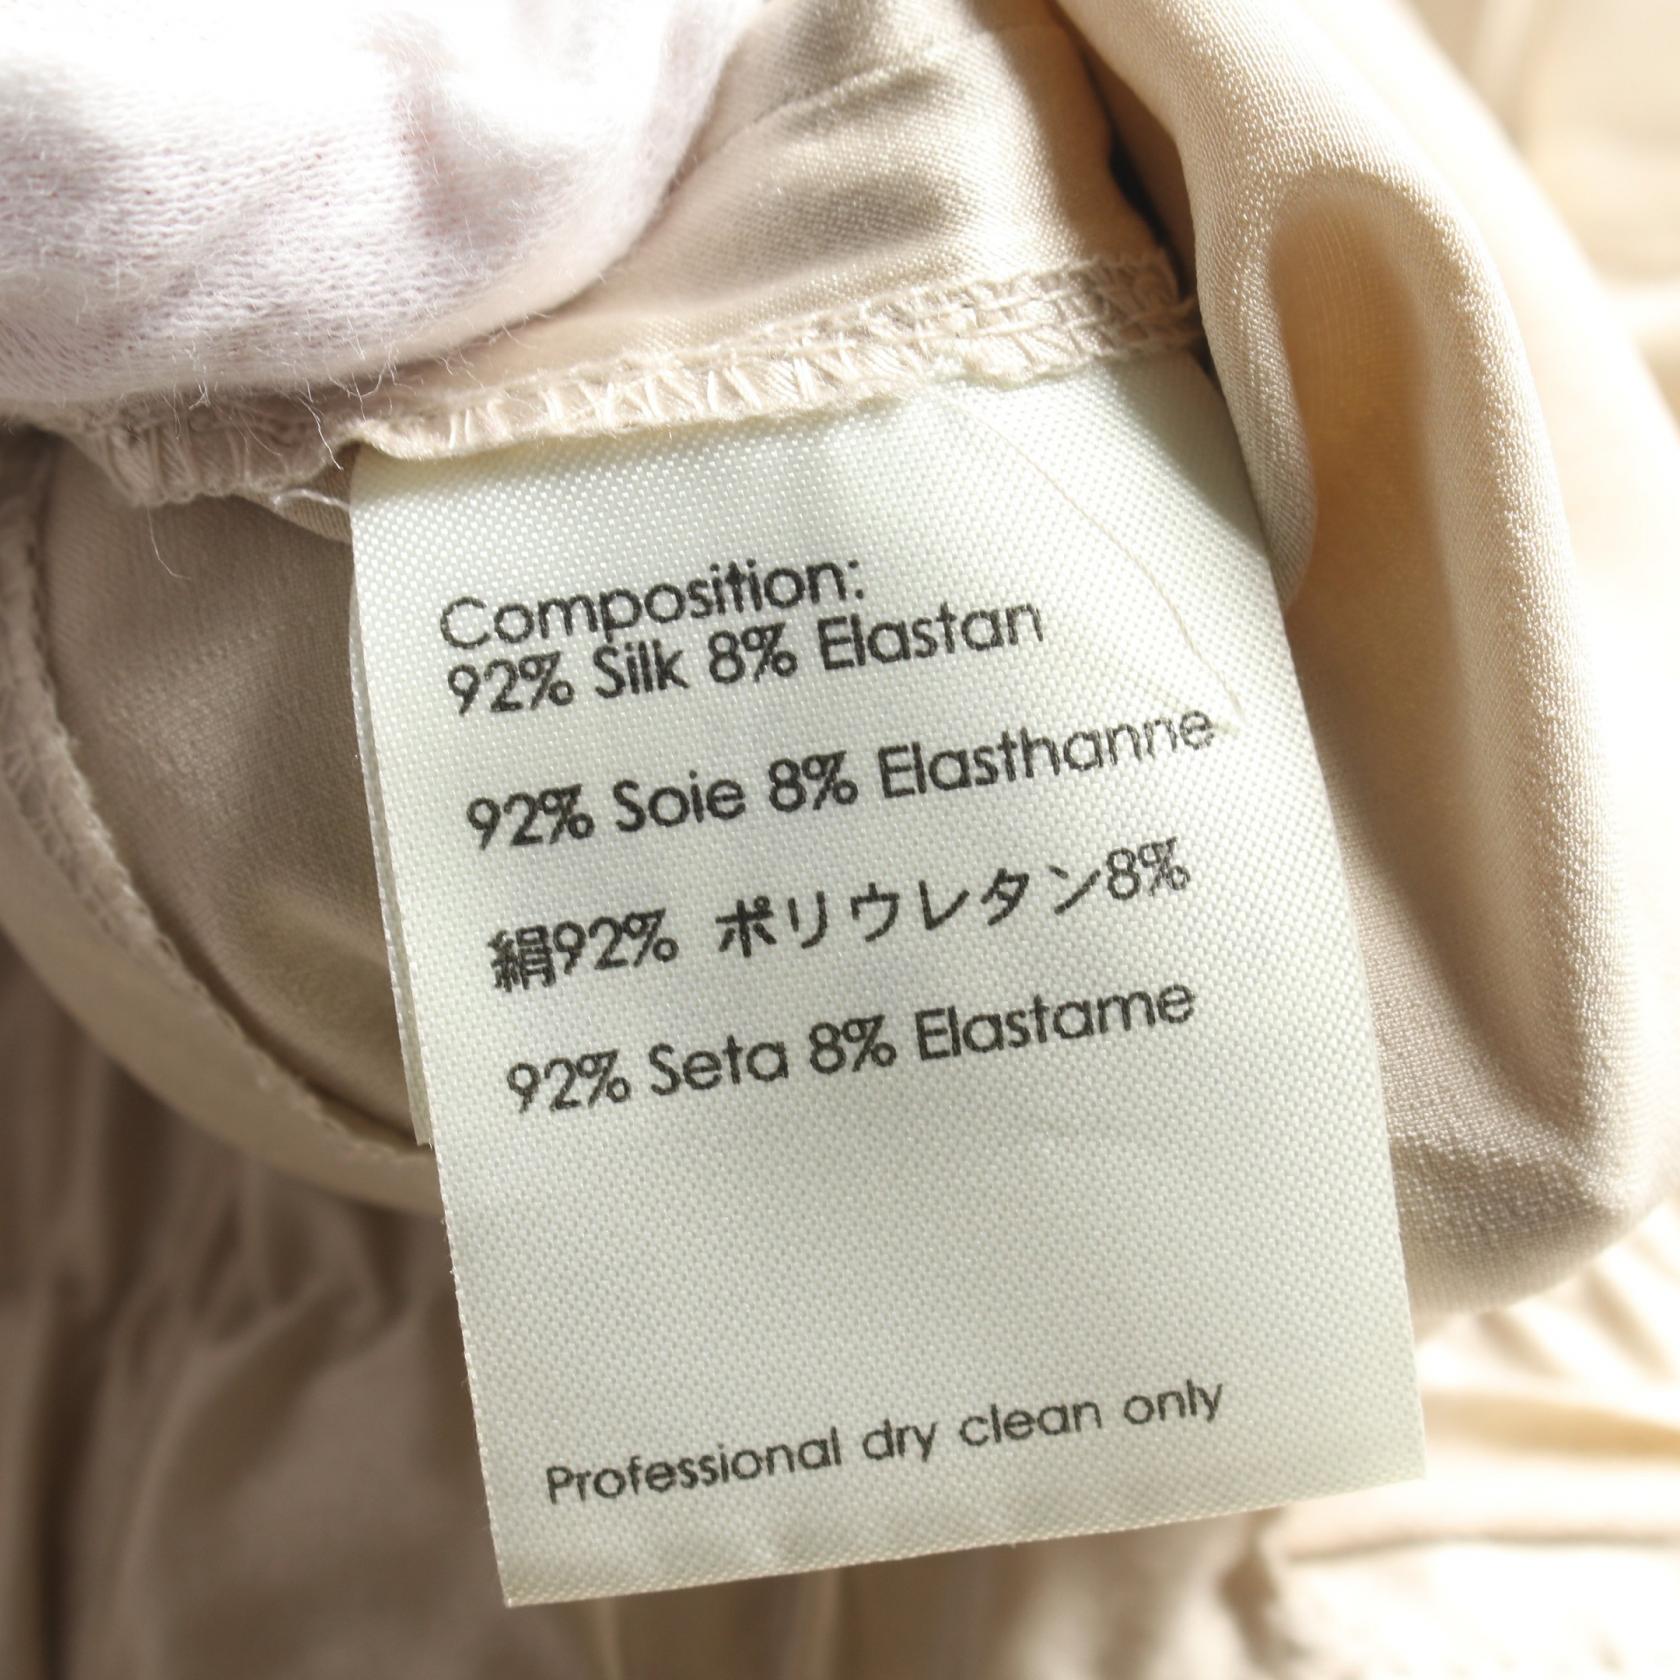 Composition:
92% Silk 8% Elastan
92% Soie 8% Elasthanne
絹92% ポリウレタン8%
92% Seta 8% Elastame
Professional dry clean only